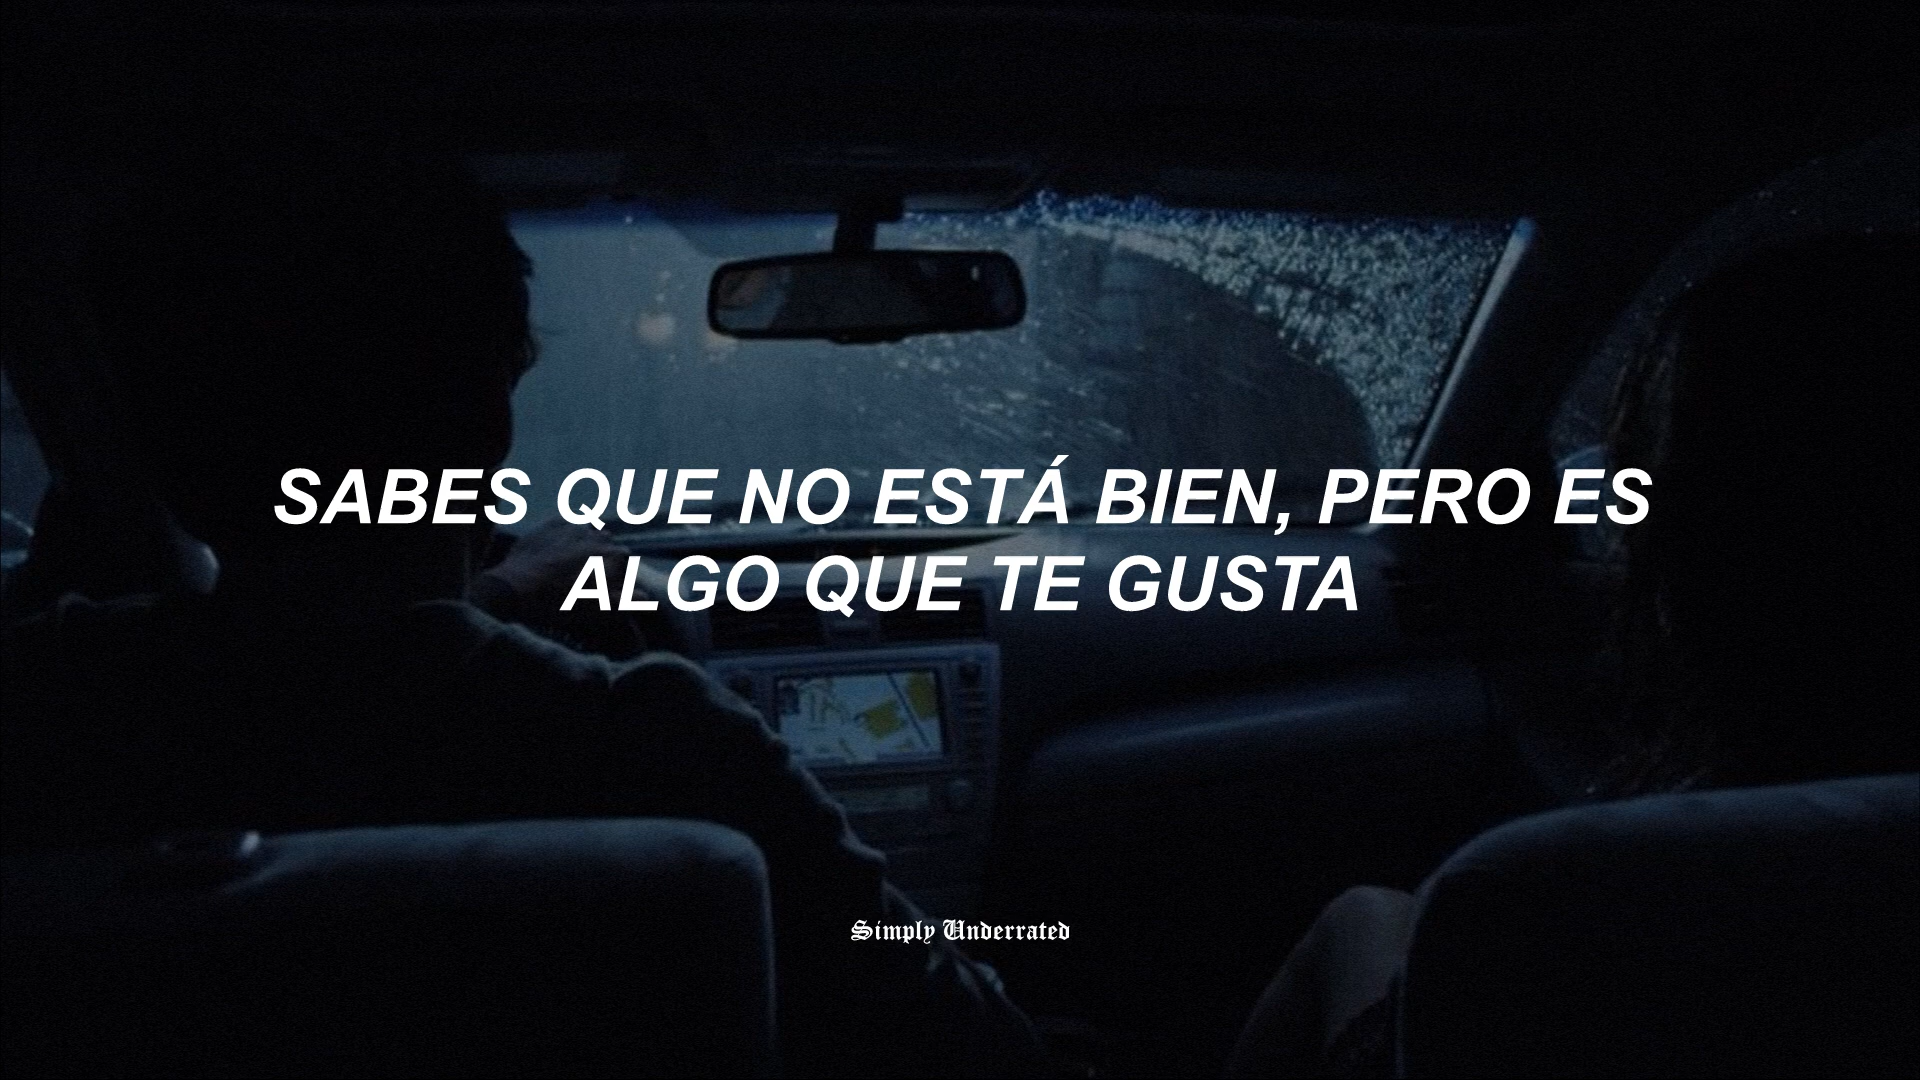 SABES QUE NO ESTÁ BIEN, PERO ES
ALGO QUE TE GUSTA
Simply Underrated